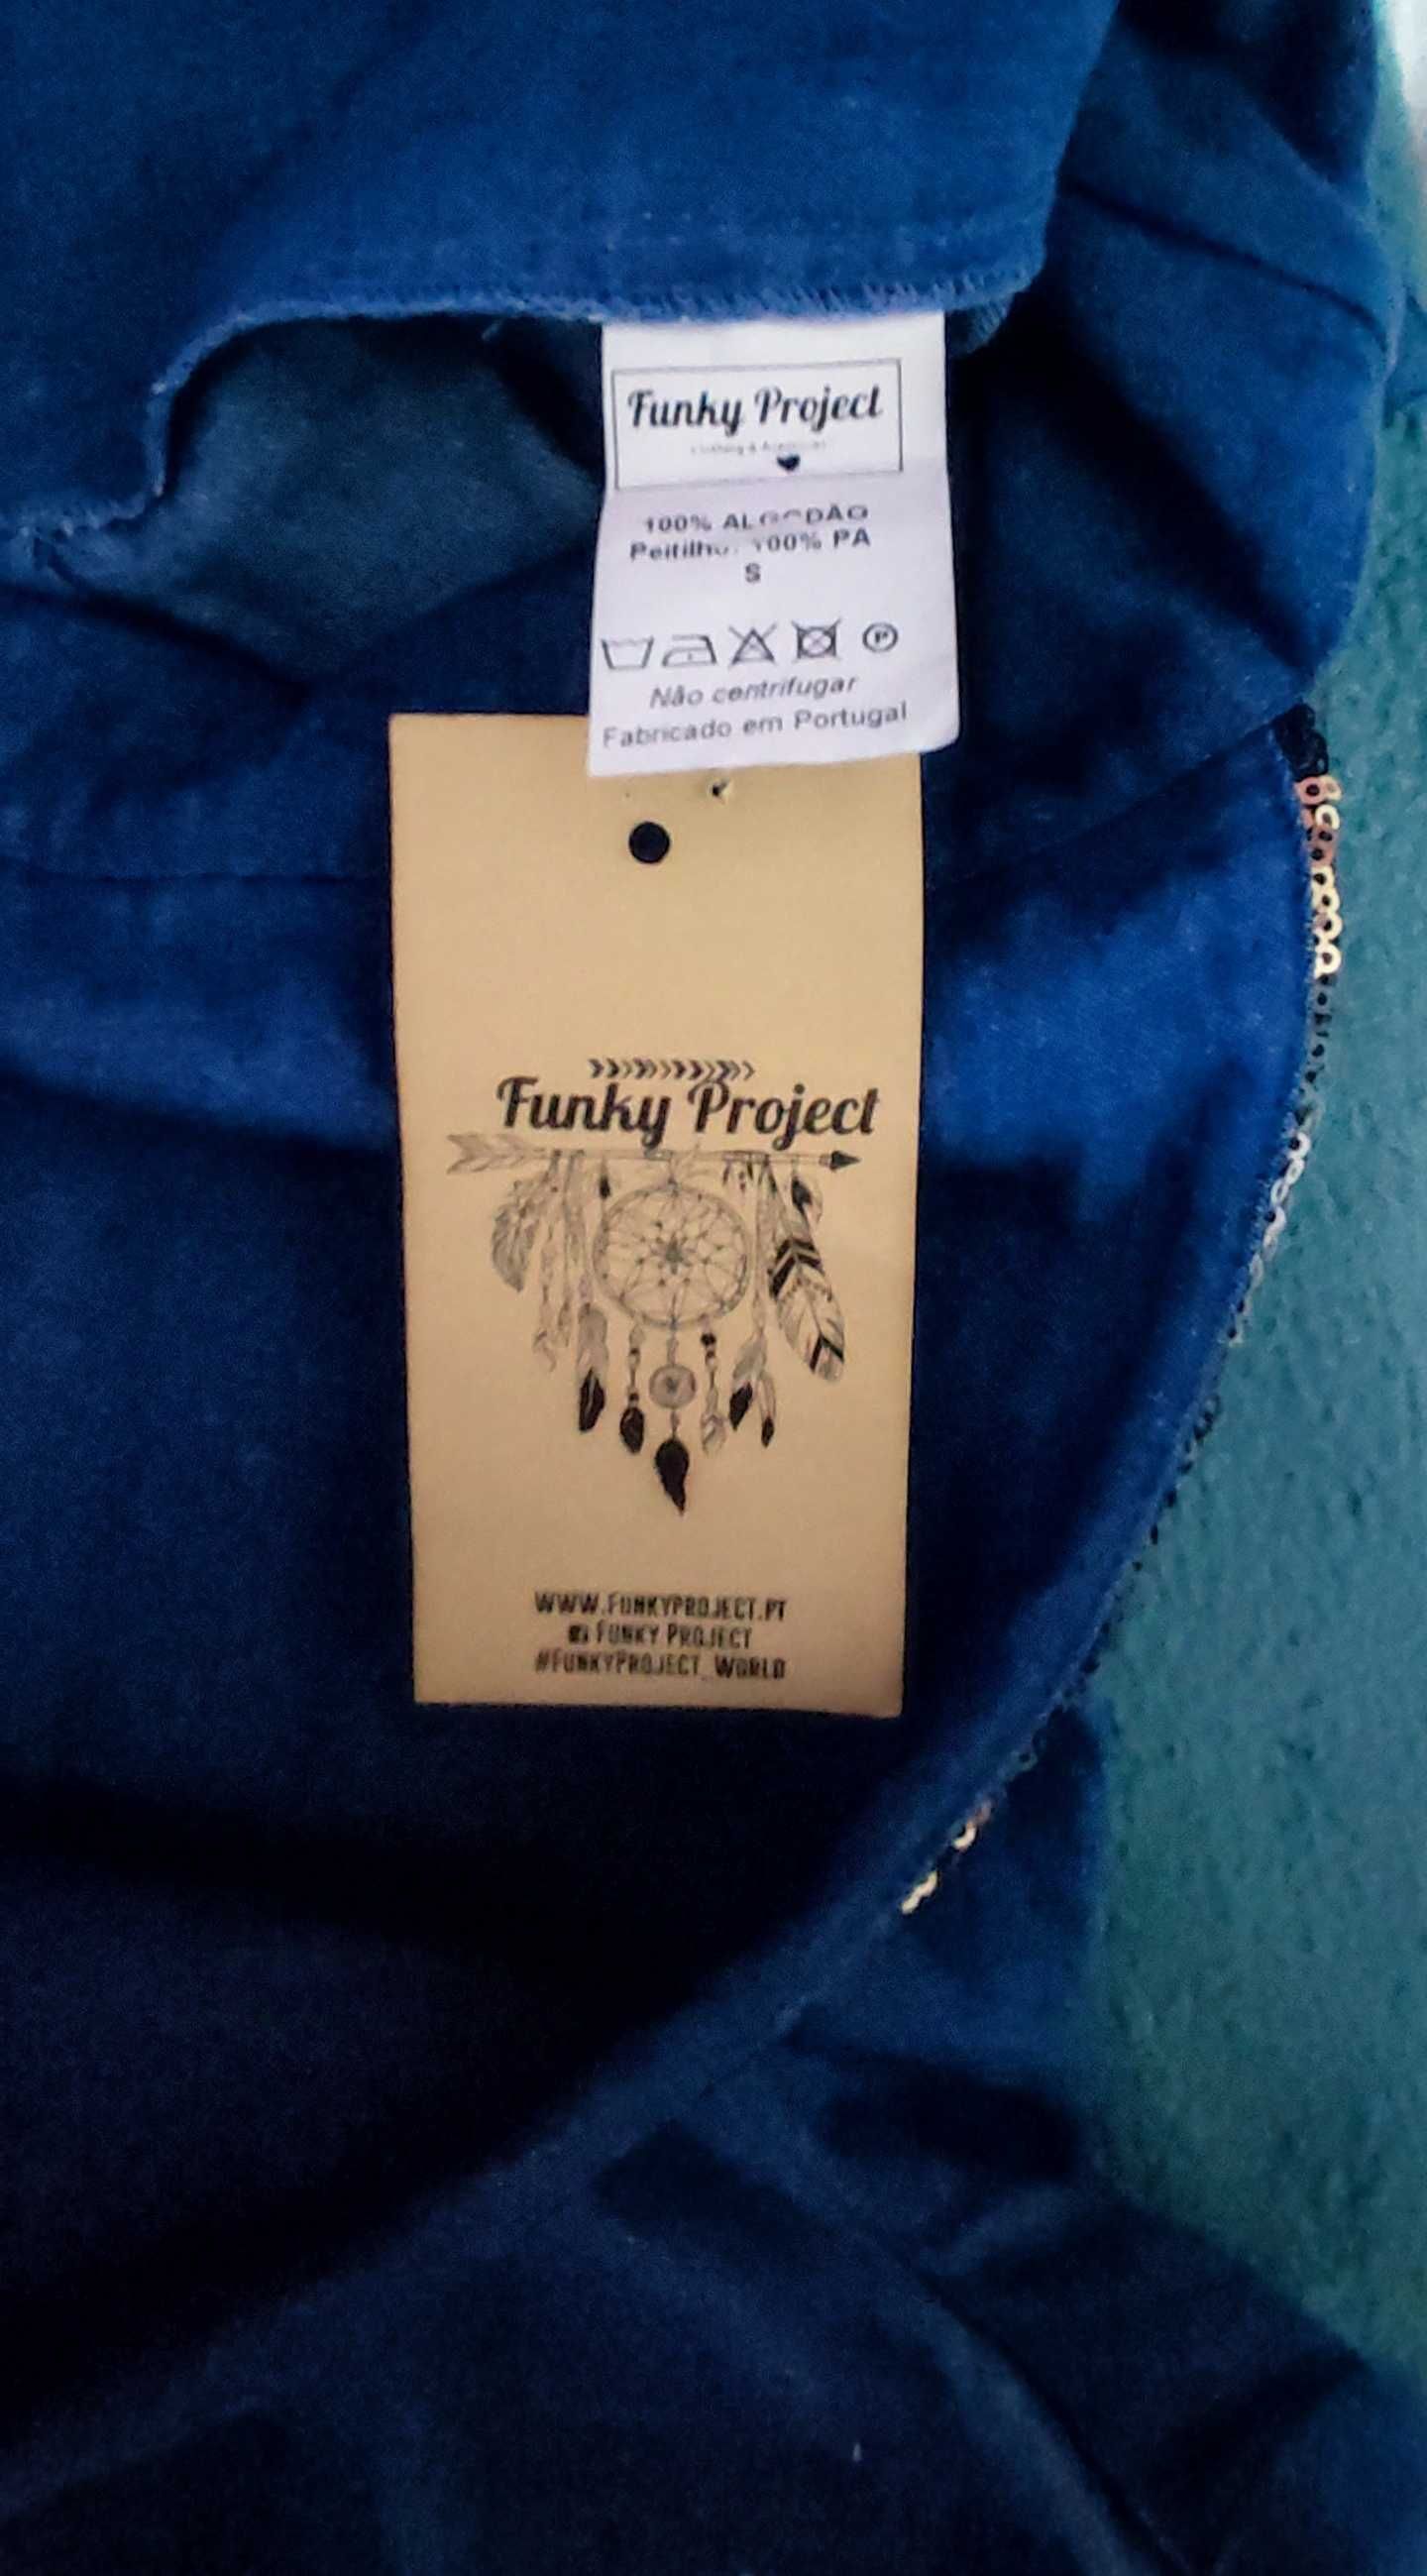 Funky Project
100% ALGODÃO
Peitilho: 100% PA
S
P
Não centrifugar
Fabricado em Portugal
Funky Project
WWW.FUNKYPROJECT.PT
FUNKY PROJECT
#FUNKYPROJECT_WORLD